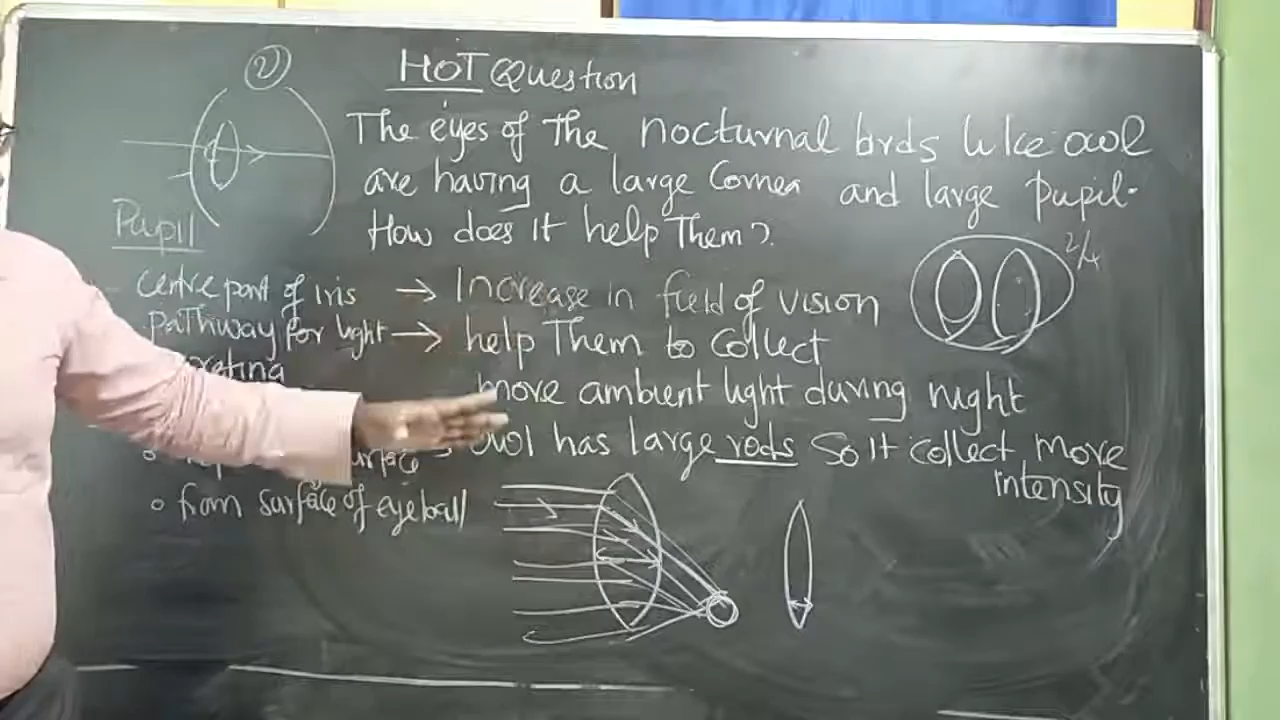 HOT Question
The eyes of the nocturnal birds like owl
are having a large Cornea and large pupil.
How does it help Them?
Pupil
Centre part of iris → Increase in field of vision
Pathway for light → help Them to Collect
more ambient light during night
owl has large rods So it collect more
intensity
from surface of eyeball